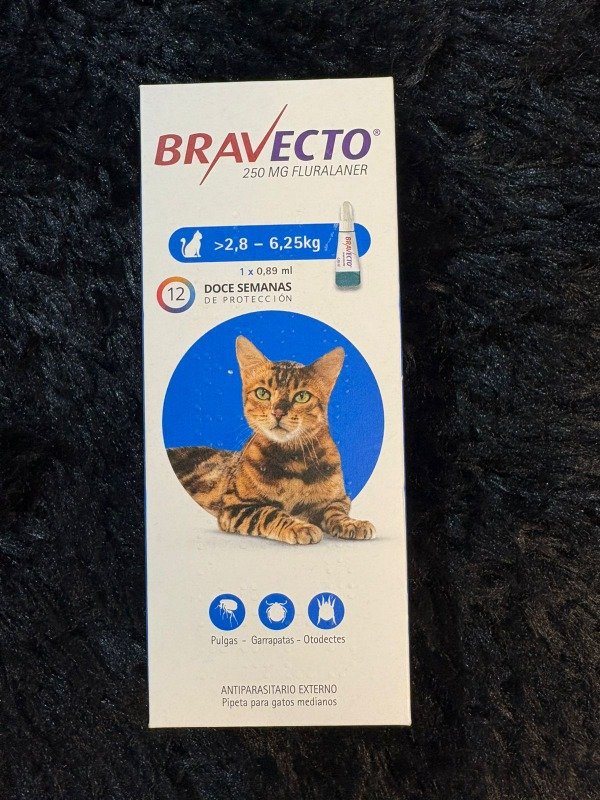 BRAVECTO®
250 MG FLURALANER
>2,8 – 6,25kg
BRAVECTO
1 x 0,89 ml
12 DOCE SEMANAS
DE PROTECCIÓN
Pulgas - Garrapatas - Otodectes
ANTIPARASITARIO EXTERNO
Pipeta para gatos medianos